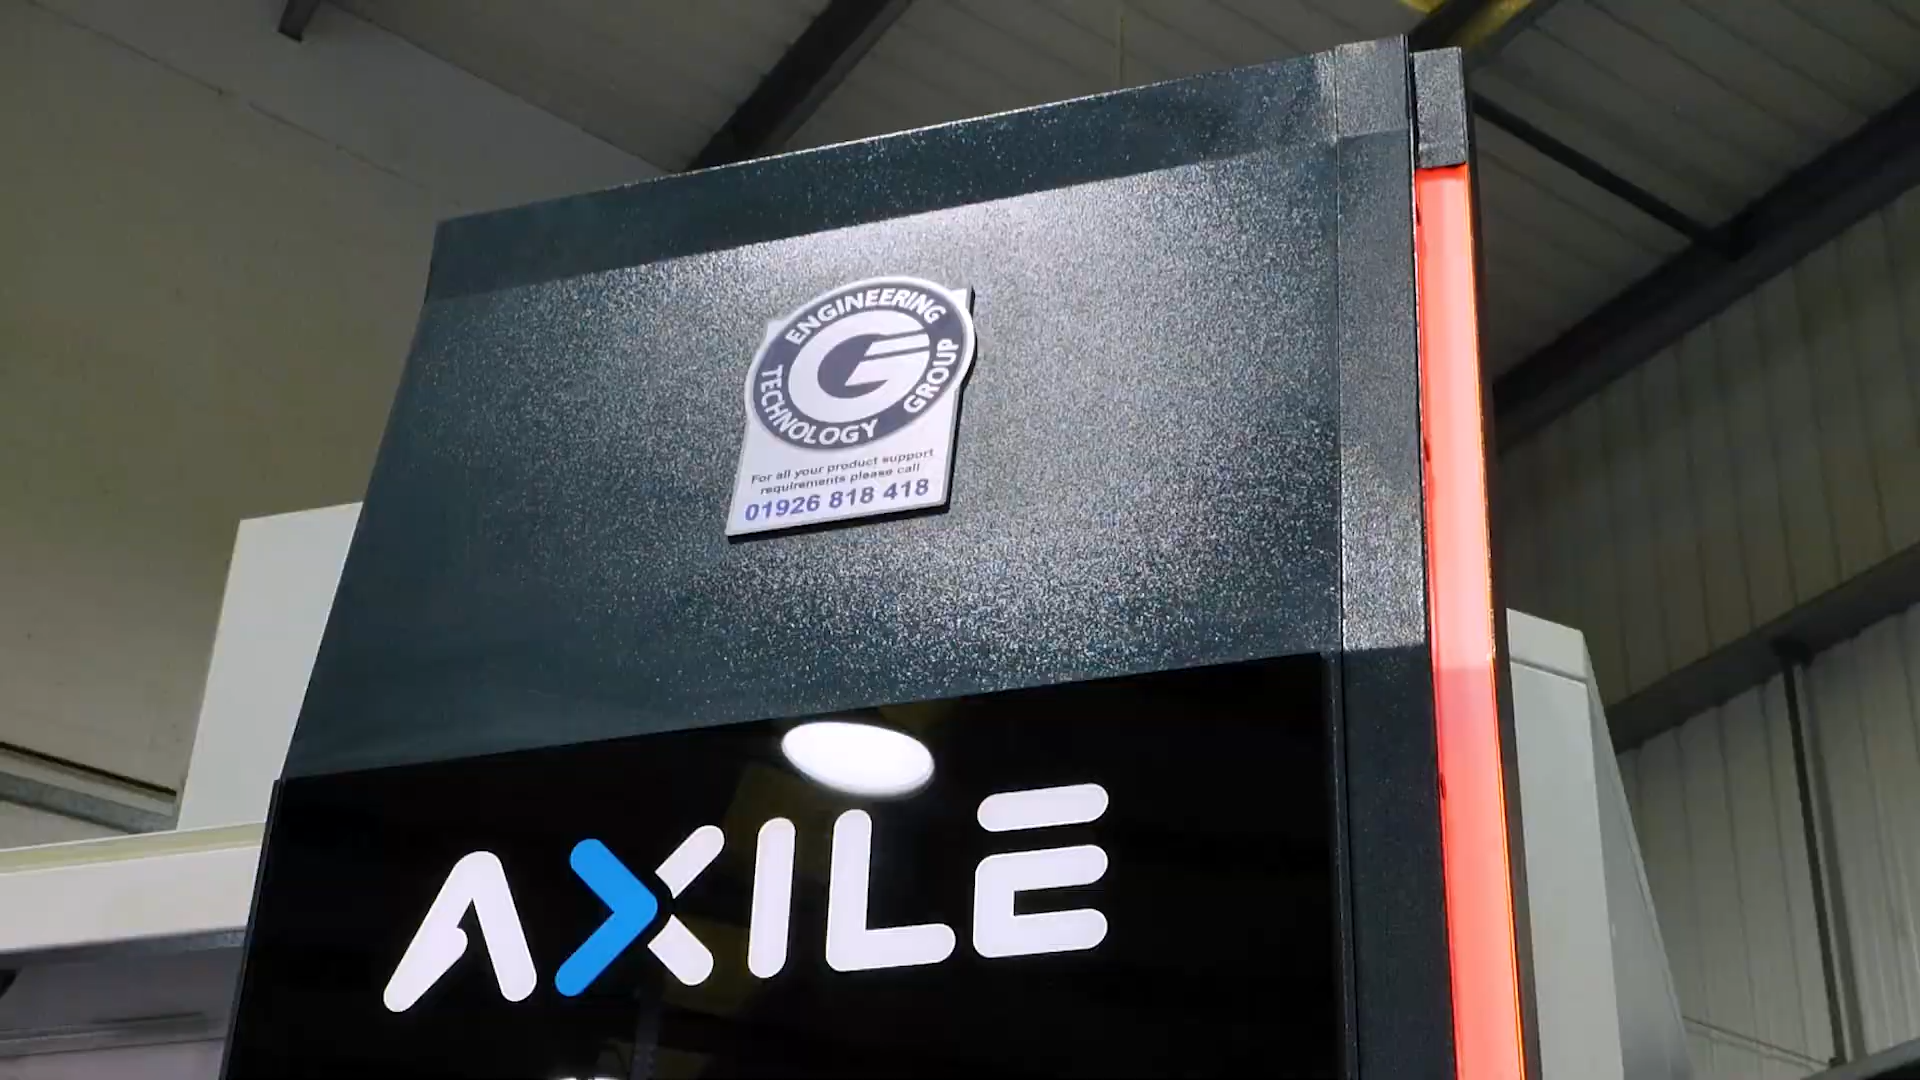 ENGINEERING
TECHNOLOGY
GROUP
G
For all your product support
requirements please call
01926 818 418
AXILE